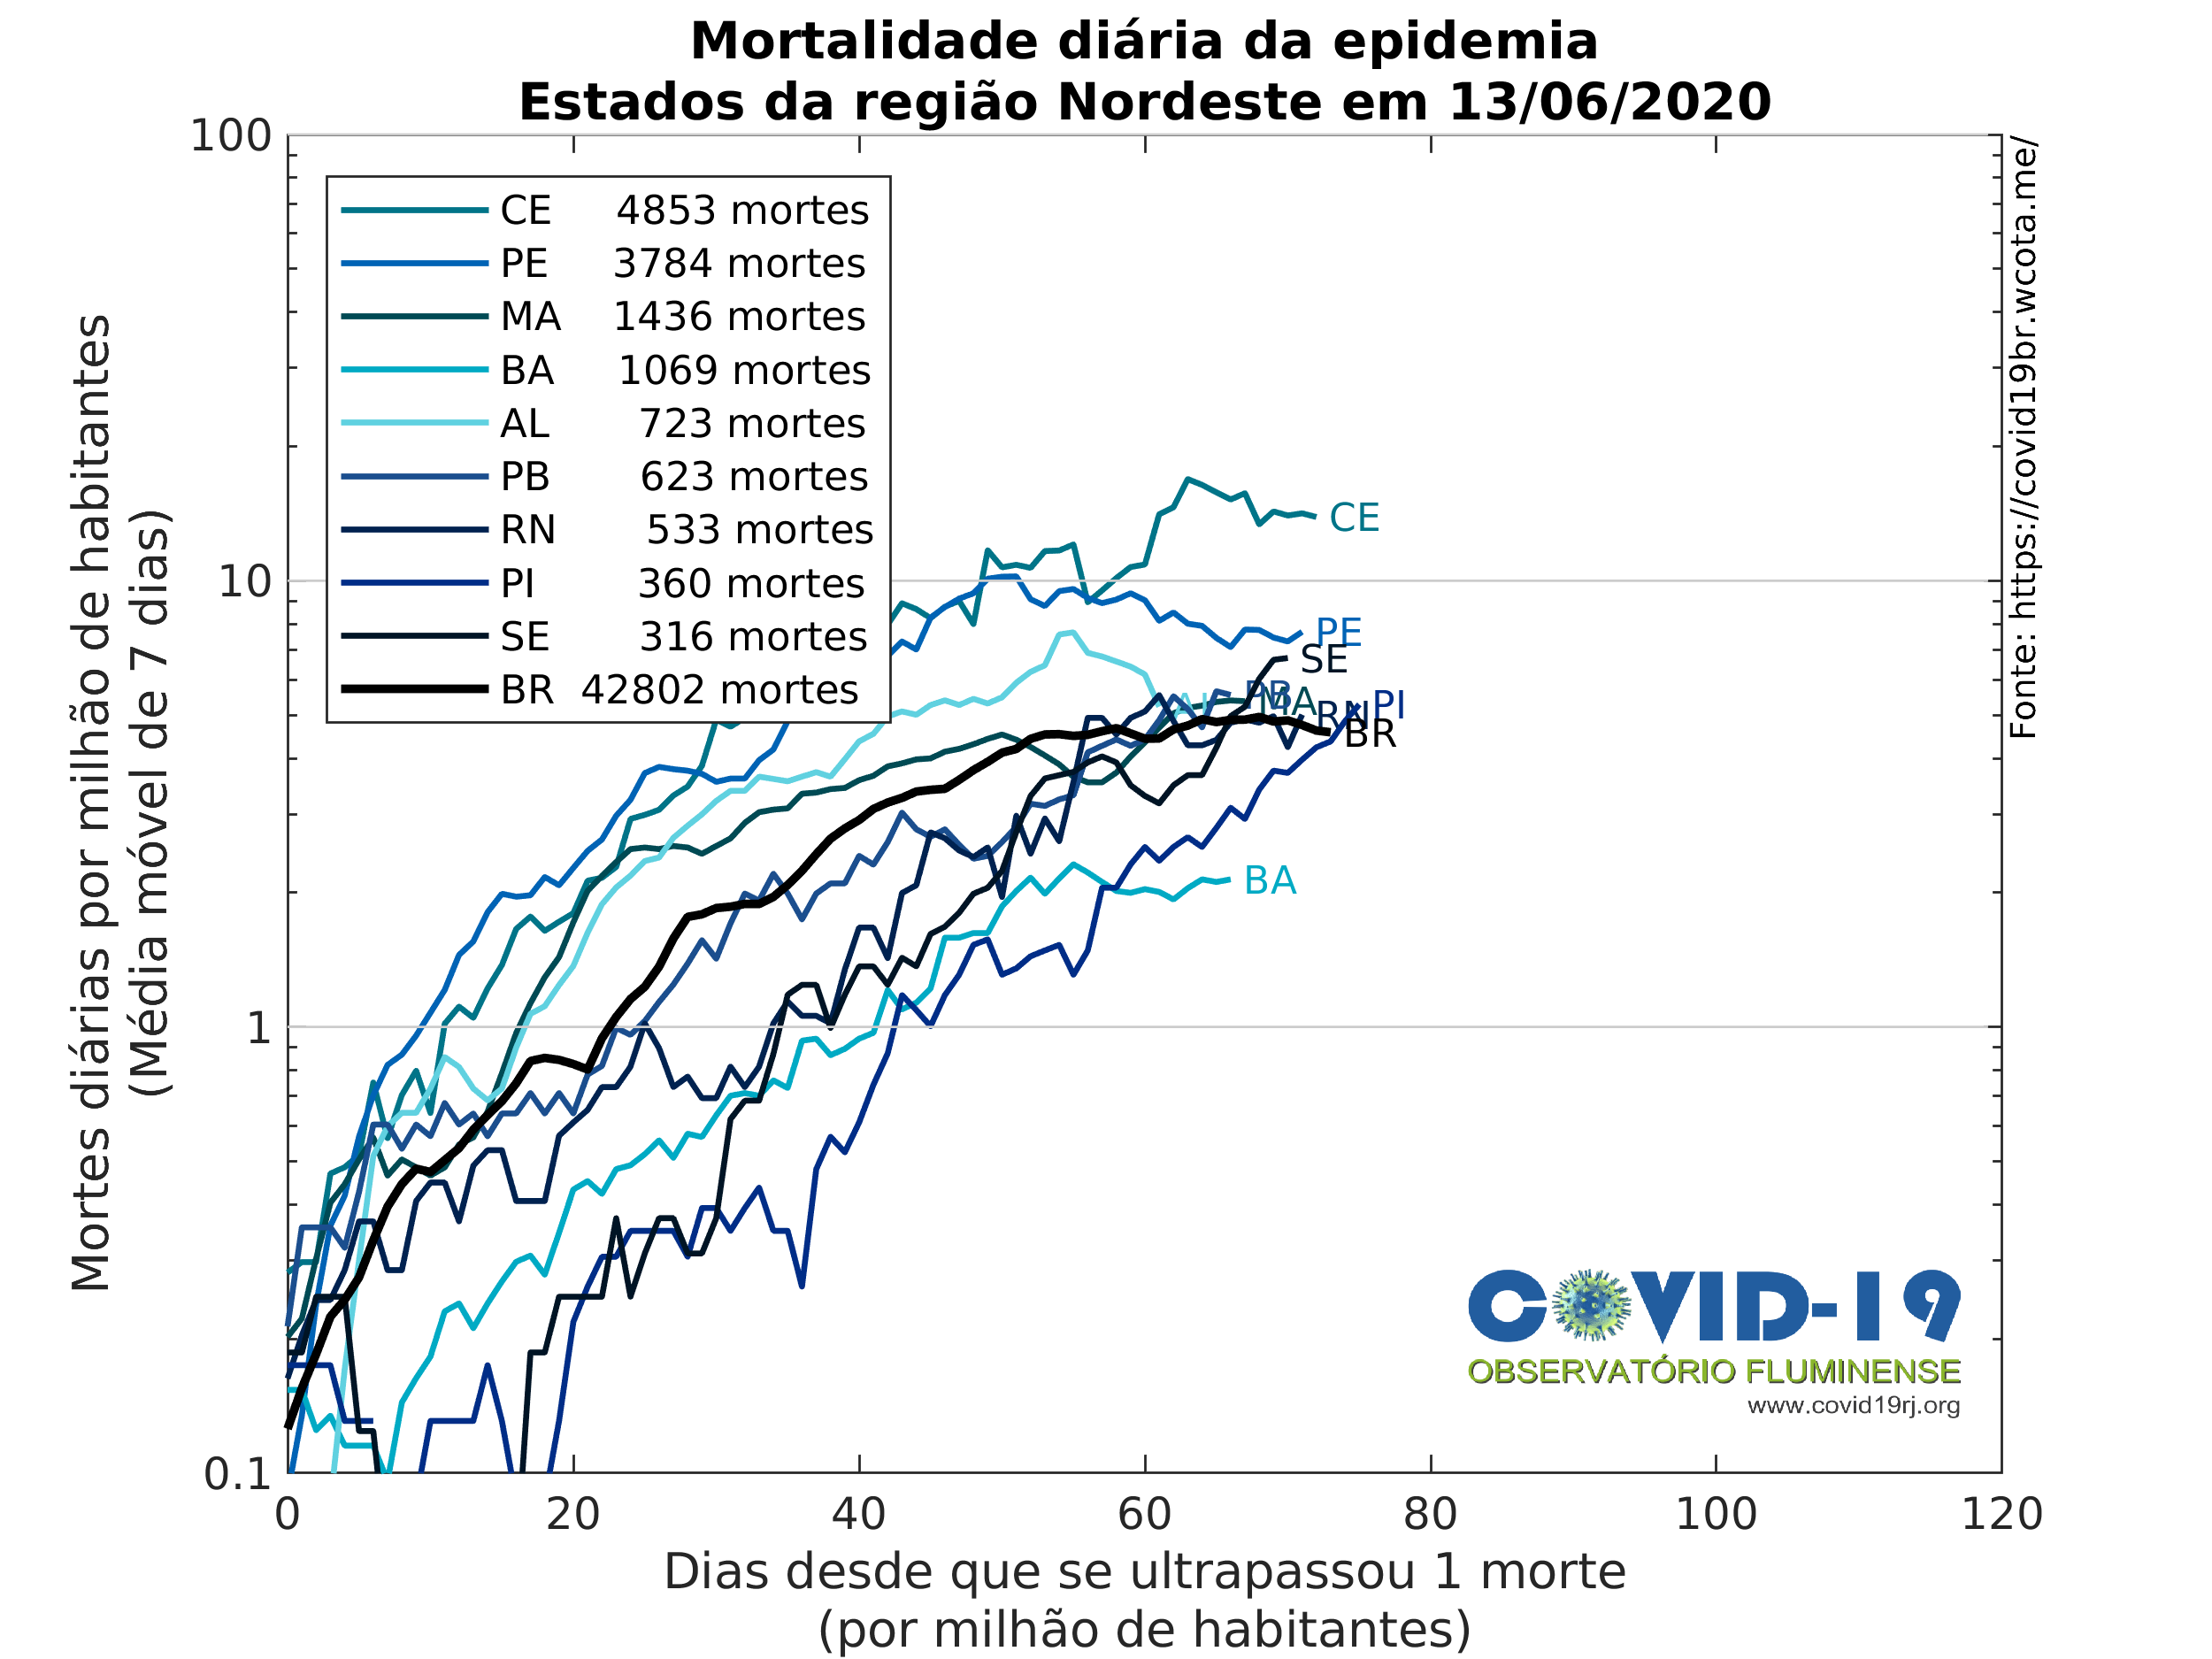 Mortalidade diária da epidemia
Estados da região Nordeste em 13/06/2020
Mortes diárias por milhão de habitantes
(Média móvel de 7 dias)
100
10
1
0.1
CE 4853 mortes
PE 3784 mortes
MA 1436 mortes
BA 1069 mortes
AL 723 mortes
PB 623 mortes
RN 533 mortes
PI 360 mortes
SE 316 mortes
BR 42802 mortes
CE
PE
SE
PB
MA
AL
RN
PI
BR
BA
Fonte: https://covid19br.wcota.me/
COVID-19
OBSERVATÓRIO FLUMINENSE
www.covid19rj.org
0 20 40 60 80 100 120
Dias desde que se ultrapassou 1 morte
(por milhão de habitantes)